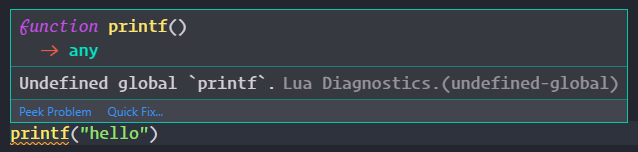 function printf()
-> any
Undefined global `printf`. Lua Diagnostics.(undefined-global)
Peek Problem Quick Fix...
printf("hello")